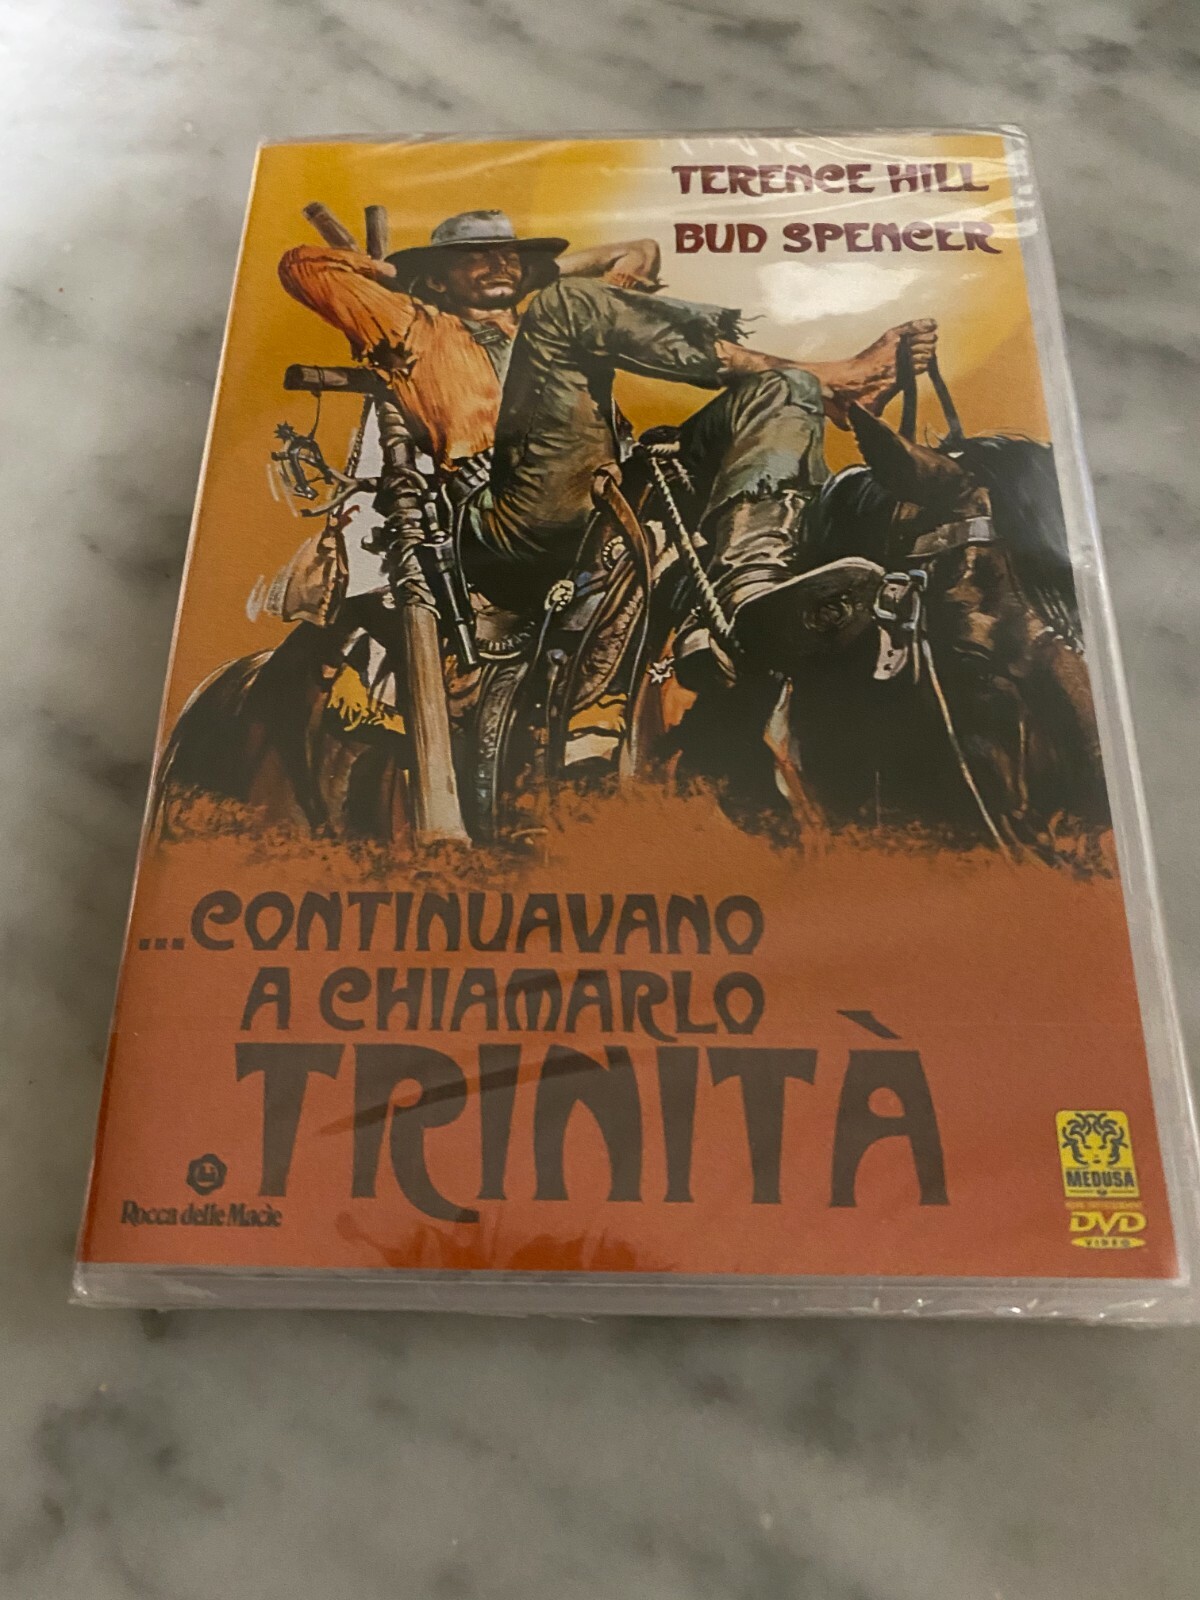 TERENCE HILL
BUD SPENCER
...CONTINUAVANO
A CHIAMARLO
TRINITÀ
Rocca delle Macìe
MEDUSA
DVD
VIDEO